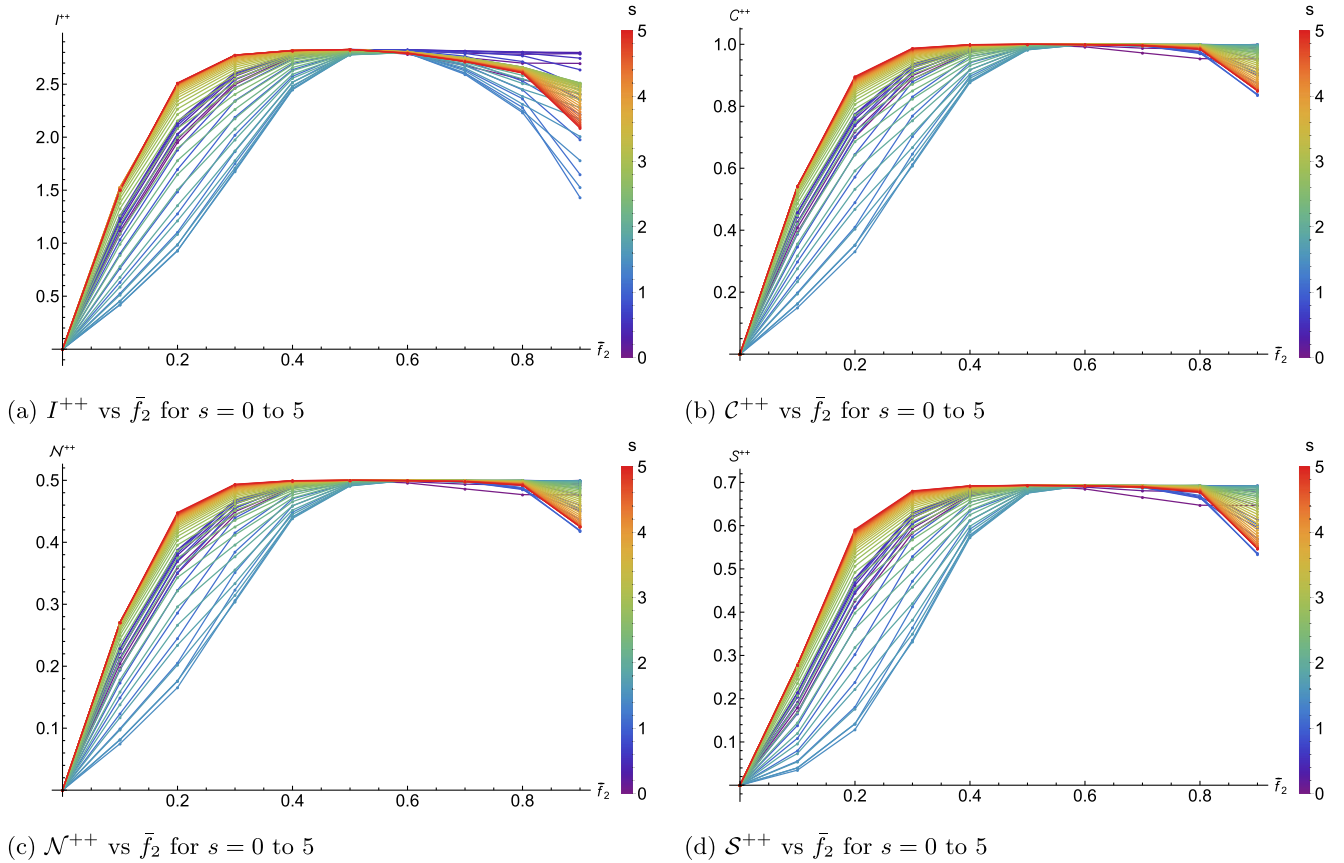 I⁺⁺
s
5
4
3
2
1
0
2.5
2.0
1.5
1.0
0.5
0.2 0.4 0.6 0.8 f̄₂
(a) I⁺⁺ vs f̄₂ for s = 0 to 5
C⁺⁺
s
5
4
3
2
1
0
1.0
0.8
0.6
0.4
0.2
0.2 0.4 0.6 0.8 f̄₂
(b) 𝒞⁺⁺ vs f̄₂ for s = 0 to 5
𝒩⁺⁺
s
5
4
3
2
1
0
0.5
0.4
0.3
0.2
0.1
0.2 0.4 0.6 0.8 f̄₂
(c) 𝒩⁺⁺ vs f̄₂ for s = 0 to 5
𝒮⁺⁺
s
5
4
3
2
1
0
0.7
0.6
0.5
0.4
0.3
0.2
0.1
0.2 0.4 0.6 0.8 f̄₂
(d) 𝒮⁺⁺ vs f̄₂ for s = 0 to 5